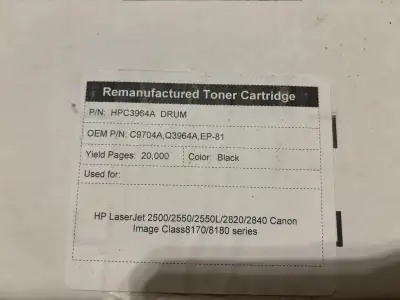 Remanufactured Toner Cartridge
P/N: HPC3964A DRUM
OEM P/N: C9704A,Q3964A,EP-81
Yield Pages: 20,000 Color: Black
Used for:
HP LaserJet 2500/2550/2550L/2820/2840 Canon
Image Class8170/8180 series